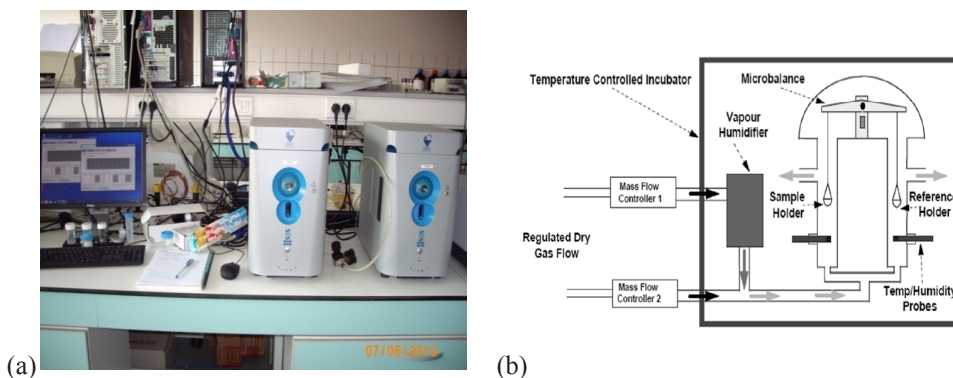 (a)
07/06/2012
(b)
Temperature Controlled Incubator
Microbalance
Vapour
Humidifier
Mass Flow
Controller 1
Sample
Holder
Reference
Holder
Regulated Dry
Gas Flow
Mass Flow
Controller 2
Temp/Humidity
Probes